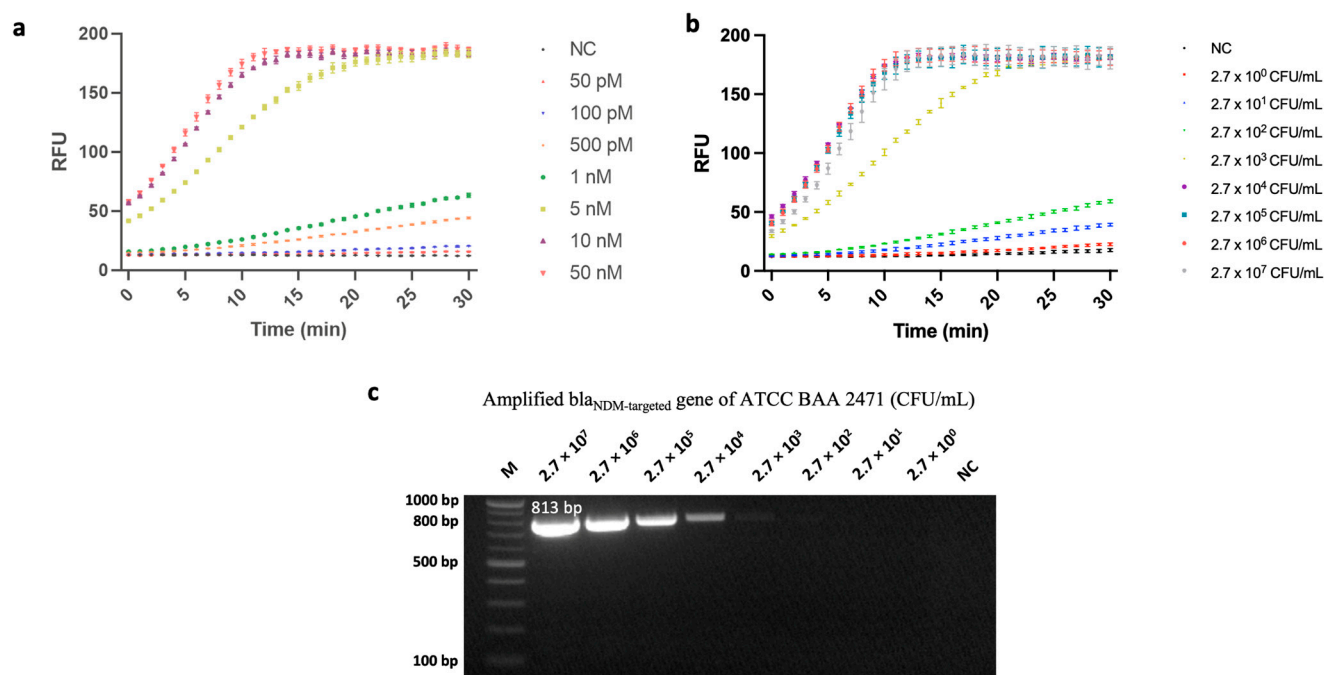 a
200
150
100
50
0
RFU
0
5
10
15
20
25
30
Time (min)
NC
50 pM
100 pM
500 pM
1 nM
5 nM
10 nM
50 nM
b
200
150
100
50
0
RFU
0
5
10
15
20
25
30
Time (min)
NC
2.7 x 10⁰ CFU/mL
2.7 x 10¹ CFU/mL
2.7 x 10² CFU/mL
2.7 x 10³ CFU/mL
2.7 x 10⁴ CFU/mL
2.7 x 10⁵ CFU/mL
2.7 x 10⁶ CFU/mL
2.7 x 10⁷ CFU/mL
c
Amplified bla_NDM-targeted gene of ATCC BAA 2471 (CFU/mL)
M
2.7 × 10⁷
2.7 × 10⁶
2.7 × 10⁵
2.7 × 10⁴
2.7 × 10³
2.7 × 10²
2.7 × 10¹
2.7 × 10⁰
NC
1000 bp
813 bp
800 bp
500 bp
100 bp